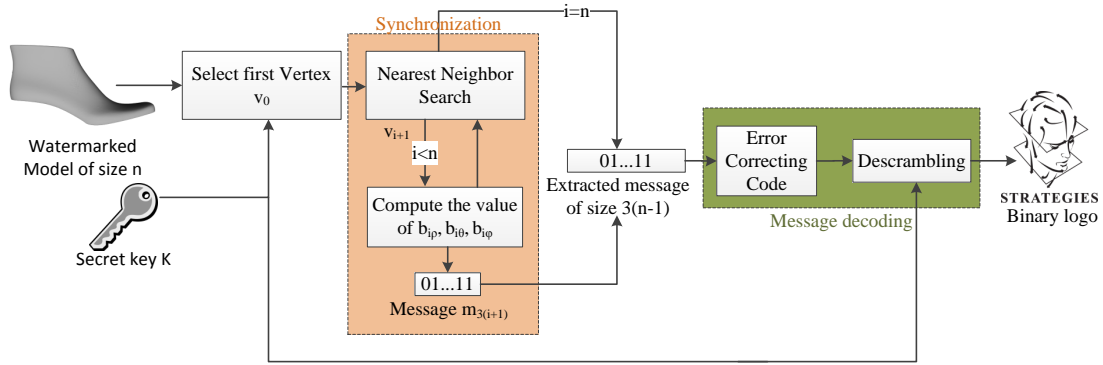 Synchronization
i=n
Select first Vertex
v₀
Nearest Neighbor
Search
Watermarked
Model of size n
vᵢ₊₁
i<n
Compute the value
of bᵢρ, bᵢθ, bᵢφ
01...11
Message m₃₍ᵢ₊₁₎
Secret key K
01...11
Extracted message
of size 3(n-1)
Error
Correcting
Code
Descrambling
Message decoding
STRATEGIES
Binary logo